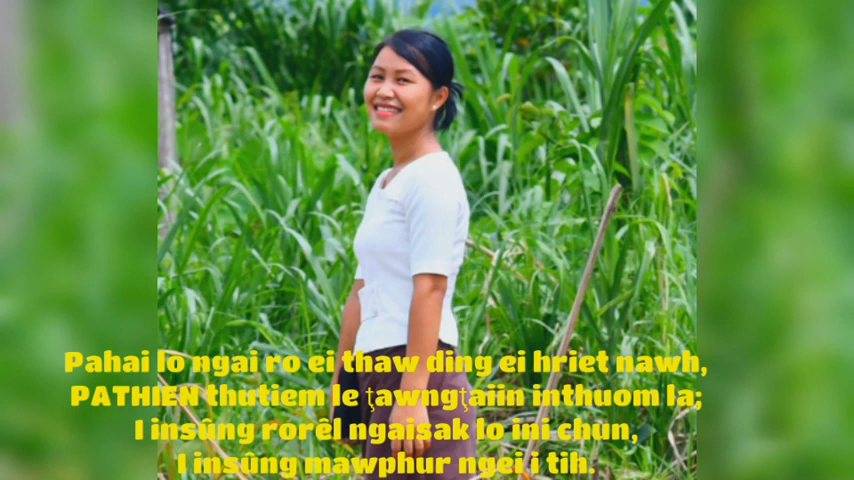 Pahai lo ngai ro ei thaw ding ei hriet nawh,
PATHIEN thutiem le ţawngţaiin inthuom la;
I insûng rorêl ngaisak lo ini chun,
I insûng mawphur ngei i tih.